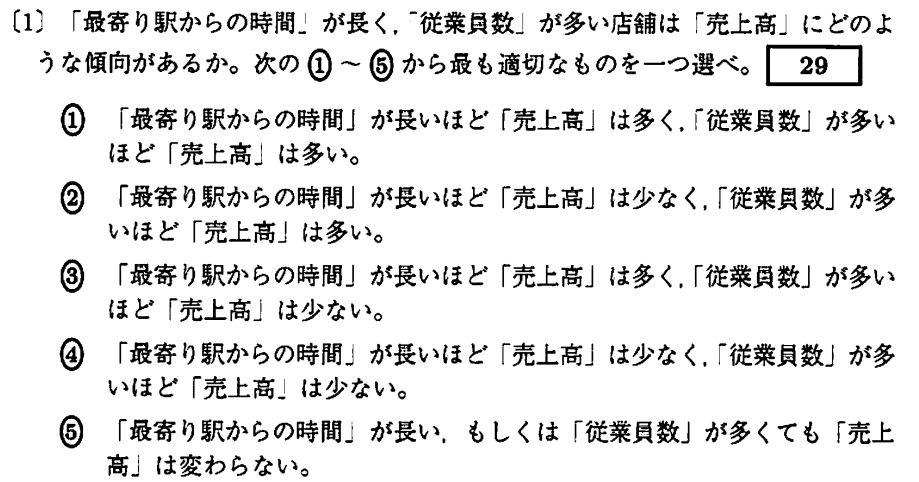 〔1〕「最寄り駅からの時間」が長く,「従業員数」が多い店舗は「売上高」にどのよ
うな傾向があるか。次の①～⑤から最も適切なものを一つ選べ。 29
① 「最寄り駅からの時間」が長いほど「売上高」は多く,「従業員数」が多い
ほど「売上高」は多い。
② 「最寄り駅からの時間」が長いほど「売上高」は少なく,「従業員数」が多
いほど「売上高」は多い。
③ 「最寄り駅からの時間」が長いほど「売上高」は多く,「従業員数」が多い
ほど「売上高」は少ない。
④ 「最寄り駅からの時間」が長いほど「売上高」は少なく,「従業員数」が多
いほど「売上高」は少ない。
⑤ 「最寄り駅からの時間」が長い,もしくは「従業員数」が多くても「売上
高」は変わらない。